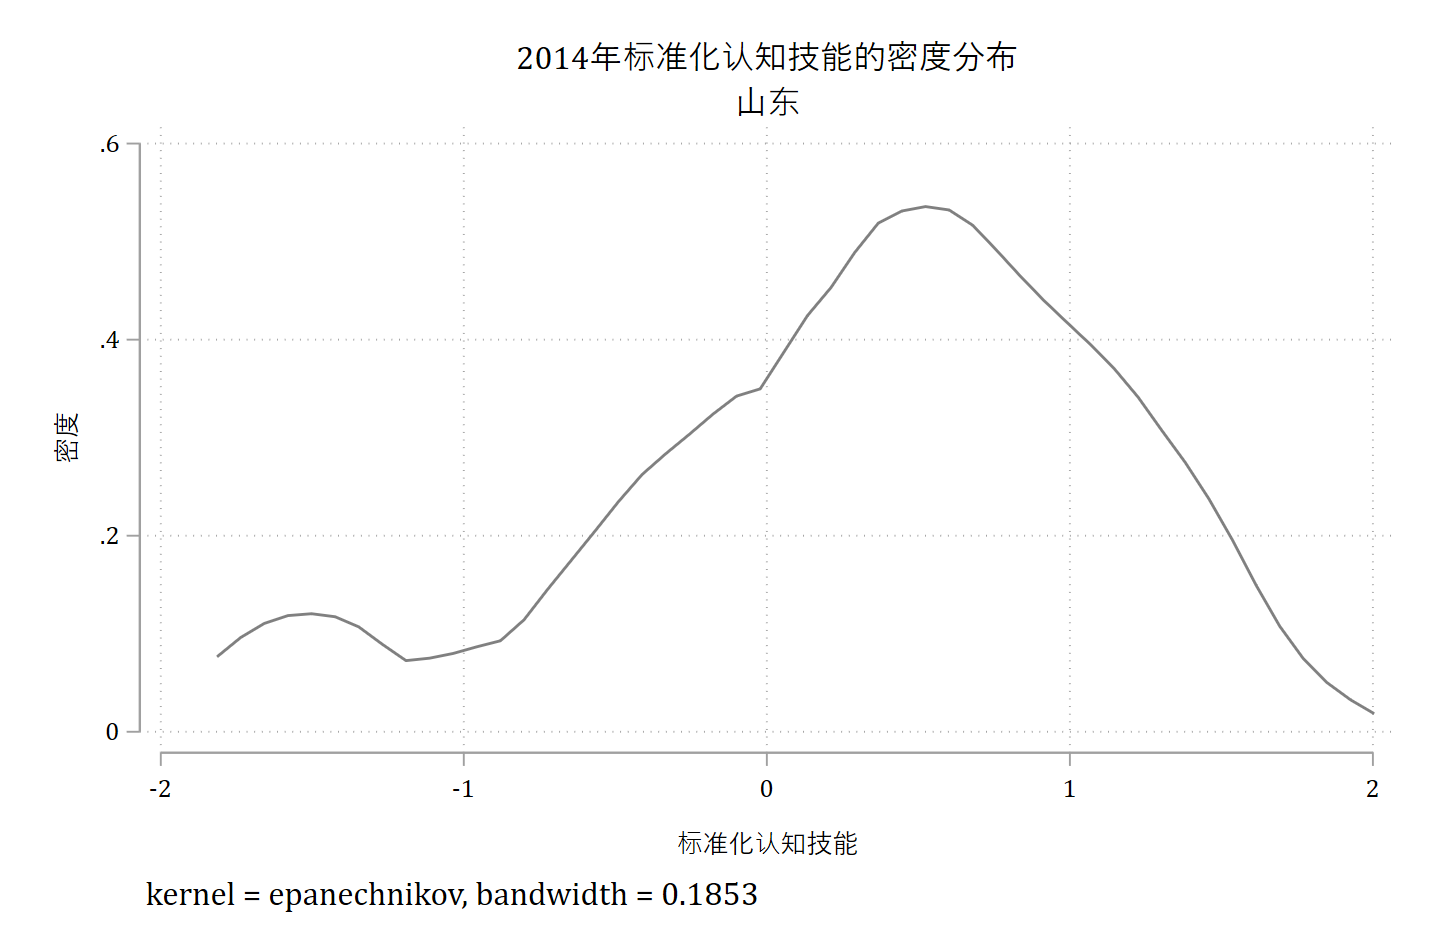 2014年标准化认知技能的密度分布
山东
.6
.4
.2
0
密度
-2 -1 0 1 2
标准化认知技能
kernel = epanechnikov, bandwidth = 0.1853